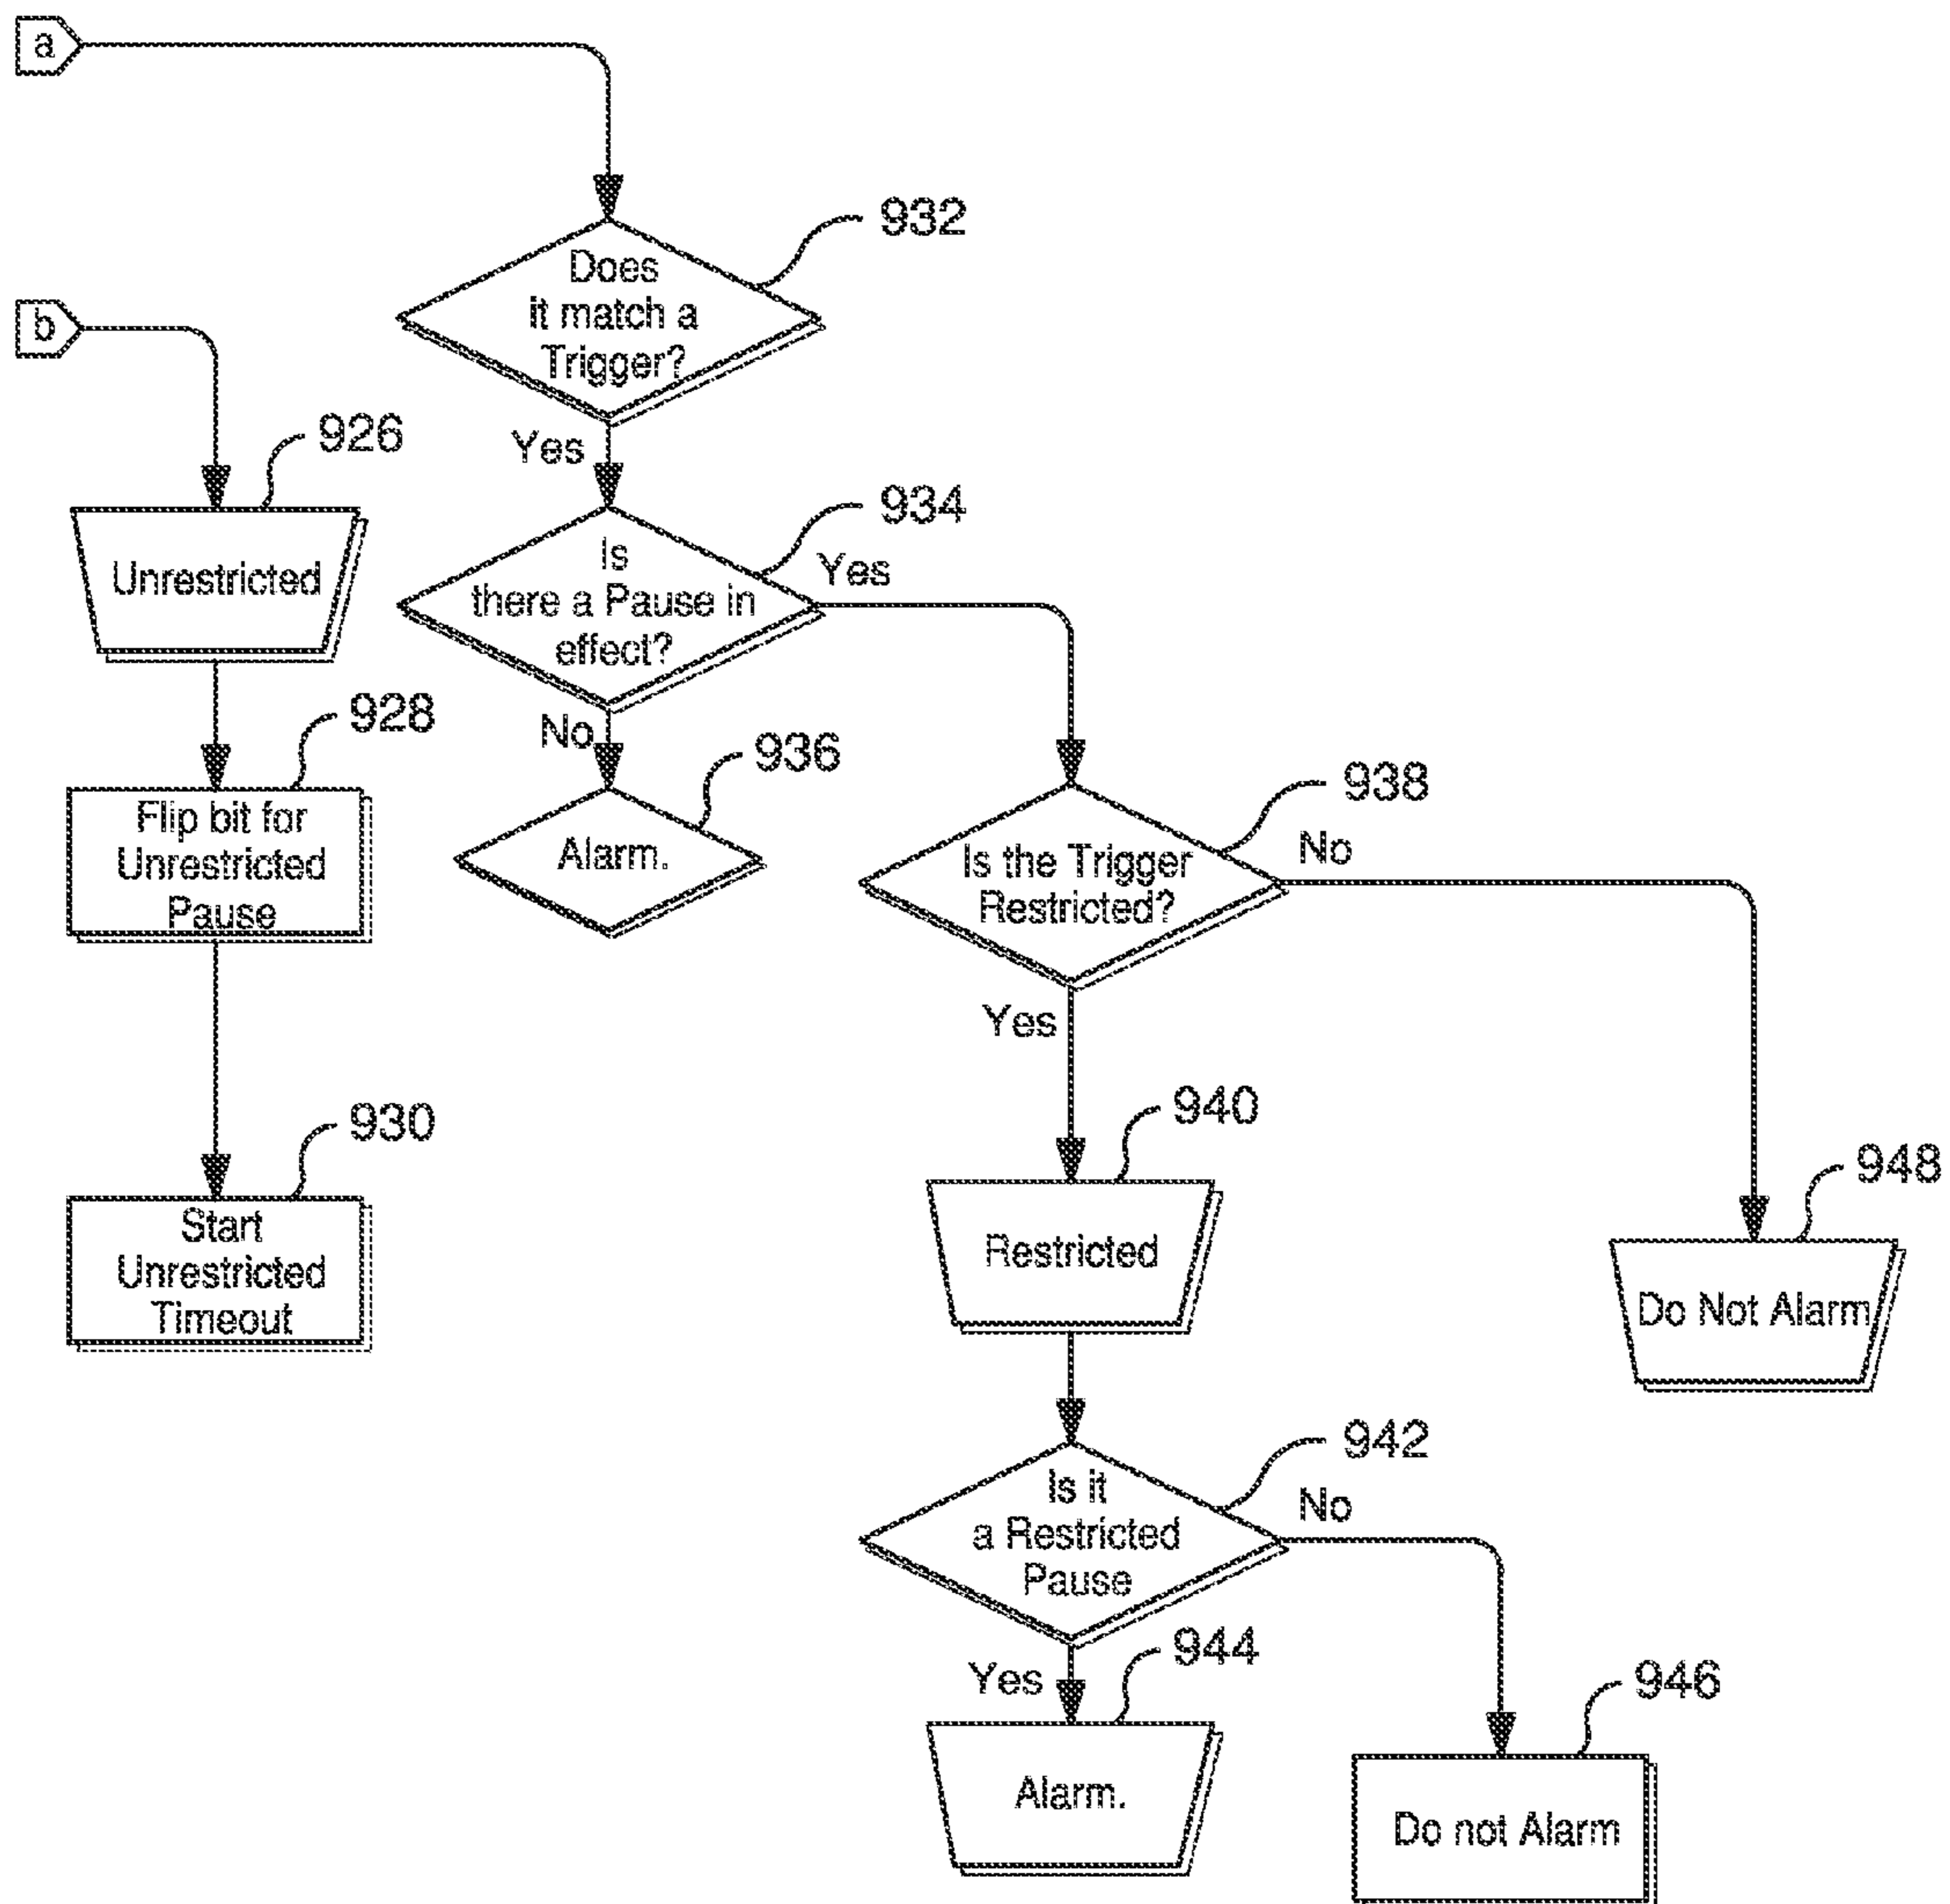 a
932
Does
it match a
Trigger?
b
926
Yes
934
Unrestricted
Is
there a Pause in
effect?
Yes
928
No
936
938
Flip bit for
Unrestricted
Pause
Alarm.
Is the Trigger
Restricted?
No
Yes
930
940
948
Start
Unrestricted
Timeout
Restricted
Do Not Alarm
942
Is it
a Restricted
Pause
No
944
Yes
946
Alarm.
Do not Alarm